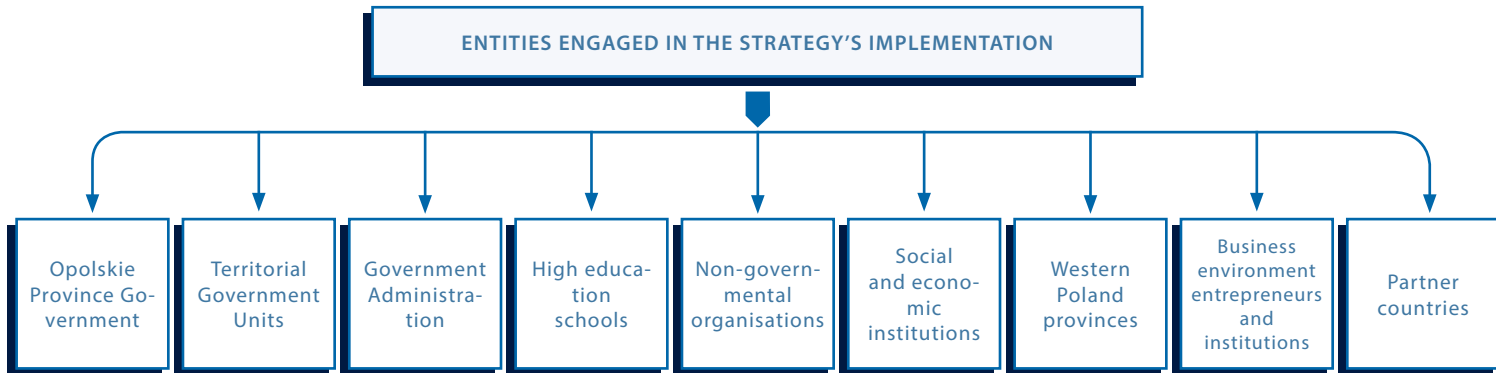 ENTITIES ENGAGED IN THE STRATEGY'S IMPLEMENTATION
Opolskie
Province Go-
vernment
Territorial
Government
Units
Government
Administra-
tion
High educa-
tion
schools
Non-govern-
mental
organisations
Social
and econo-
mic
institutions
Western
Poland
provinces
Business
environment
entrepreneurs
and
institutions
Partner
countries